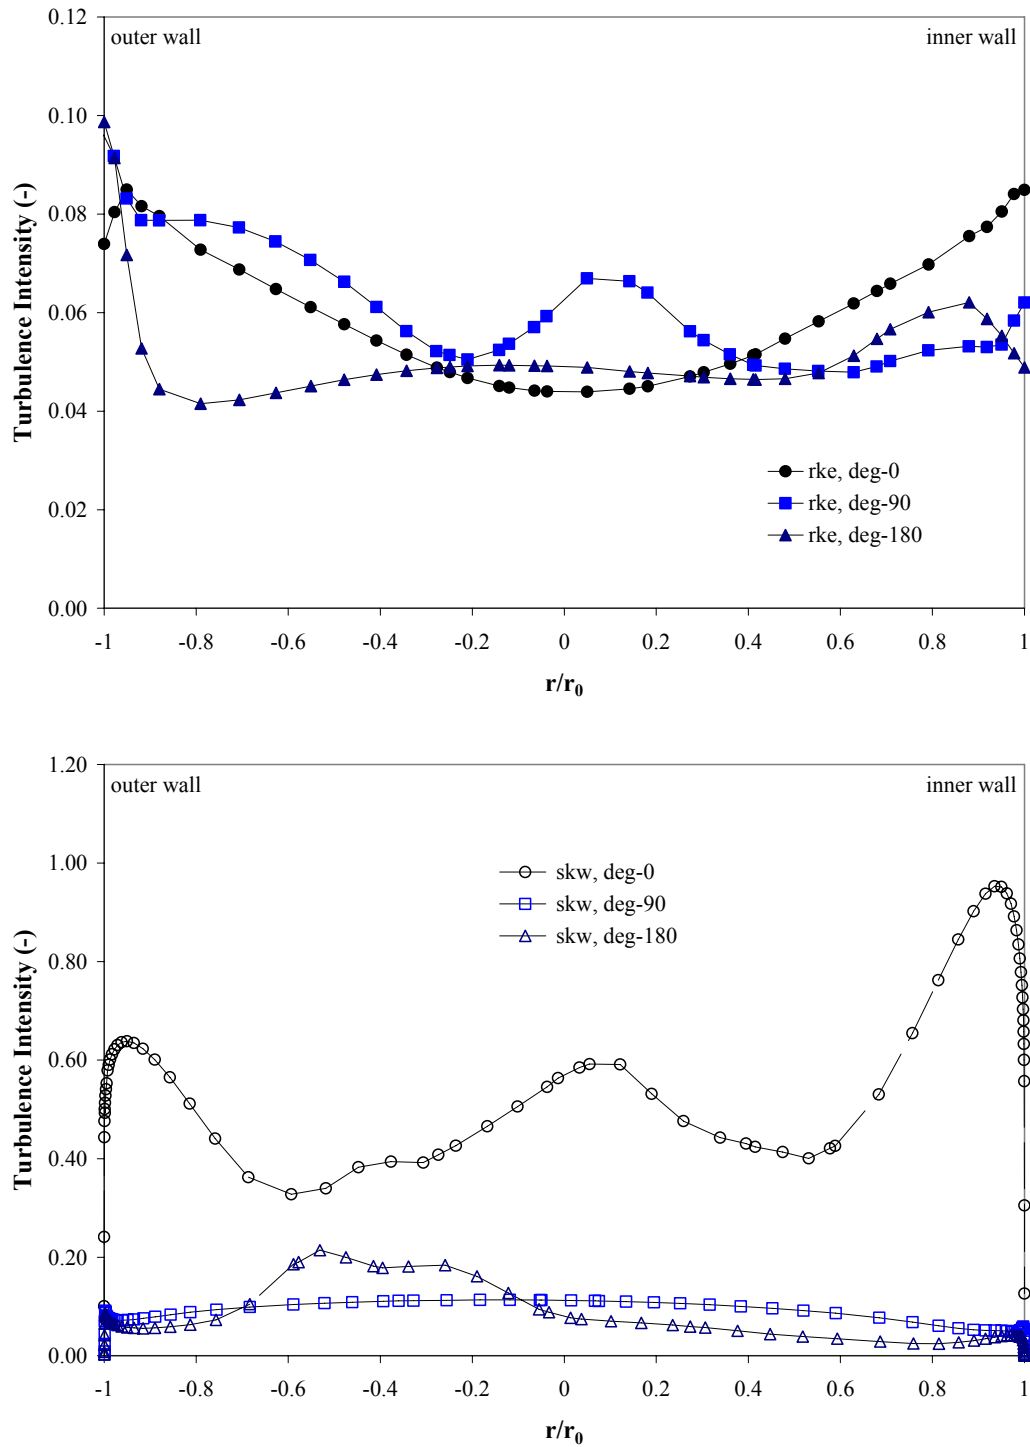 0.12
outer wall inner wall
0.10
0.08
0.06
0.04
0.02
0.00
Turbulence Intensity (-)
rke, deg-0
rke, deg-90
rke, deg-180
-1 -0.8 -0.6 -0.4 -0.2 0 0.2 0.4 0.6 0.8 1
r/r₀
1.20
outer wall inner wall
1.00
0.80
0.60
0.40
0.20
0.00
Turbulence Intensity (-)
skw, deg-0
skw, deg-90
skw, deg-180
-1 -0.8 -0.6 -0.4 -0.2 0 0.2 0.4 0.6 0.8 1
r/r₀